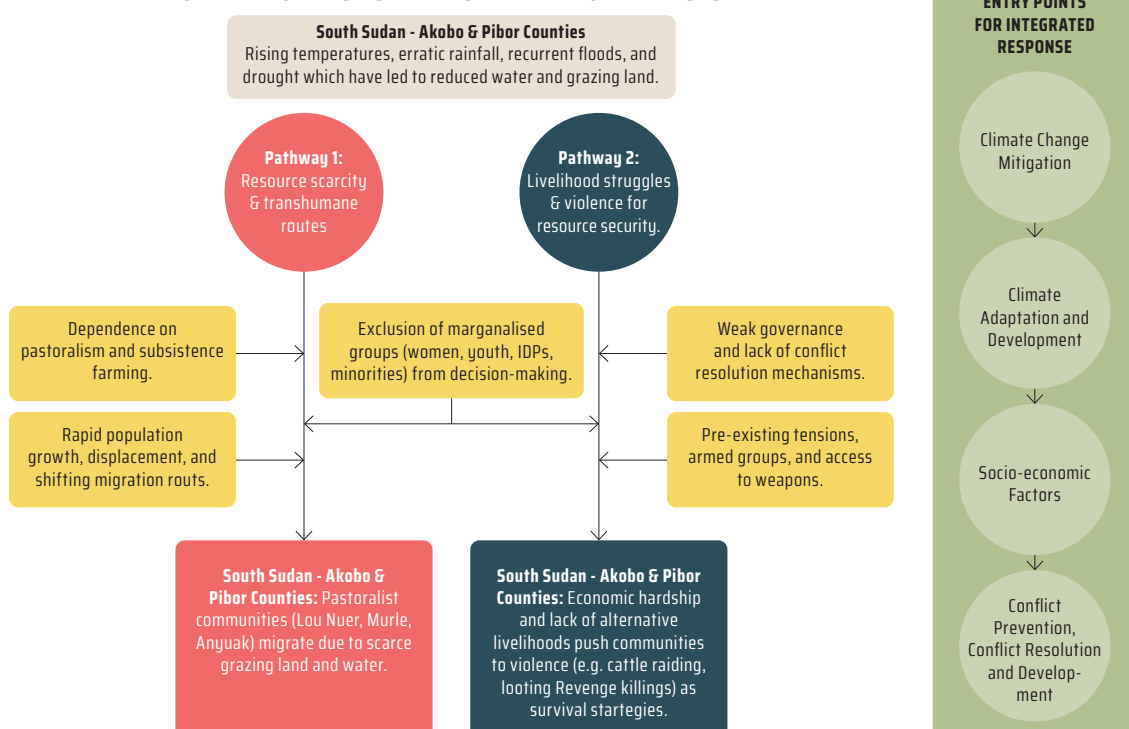 South Sudan - Akobo & Pibor Counties
Rising temperatures, erratic rainfall, recurrent floods, and
drought which have led to reduced water and grazing land.
Pathway 1:
Resource scarcity
& transhumane
routes
Pathway 2:
Livelihood struggles
& violence for
resource security.
Dependence on
pastoralism and subsistence
farming.
Exclusion of marganalised
groups (women, youth, IDPs,
minorities) from decision-making.
Weak governance
and lack of conflict
resolution mechanisms.
Rapid population
growth, displacement, and
shifting migration routs.
Pre-existing tensions,
armed groups, and access
to weapons.
South Sudan - Akobo &
Pibor Counties: Pastoralist
communities (Lou Nuer, Murle,
Anyuak) migrate due to scarce
grazing land and water.
South Sudan - Akobo & Pibor
Counties: Economic hardship
and lack of alternative
livelihoods push communities
to violence (e.g. cattle raiding,
looting Revenge killings) as
survival startegies.
ENTRY POINTS
FOR INTEGRATED
RESPONSE
Climate Change
Mitigation
Climate
Adaptation and
Development
Socio-economic
Factors
Conflict
Prevention,
Conflict Resolution
and Develop-
ment